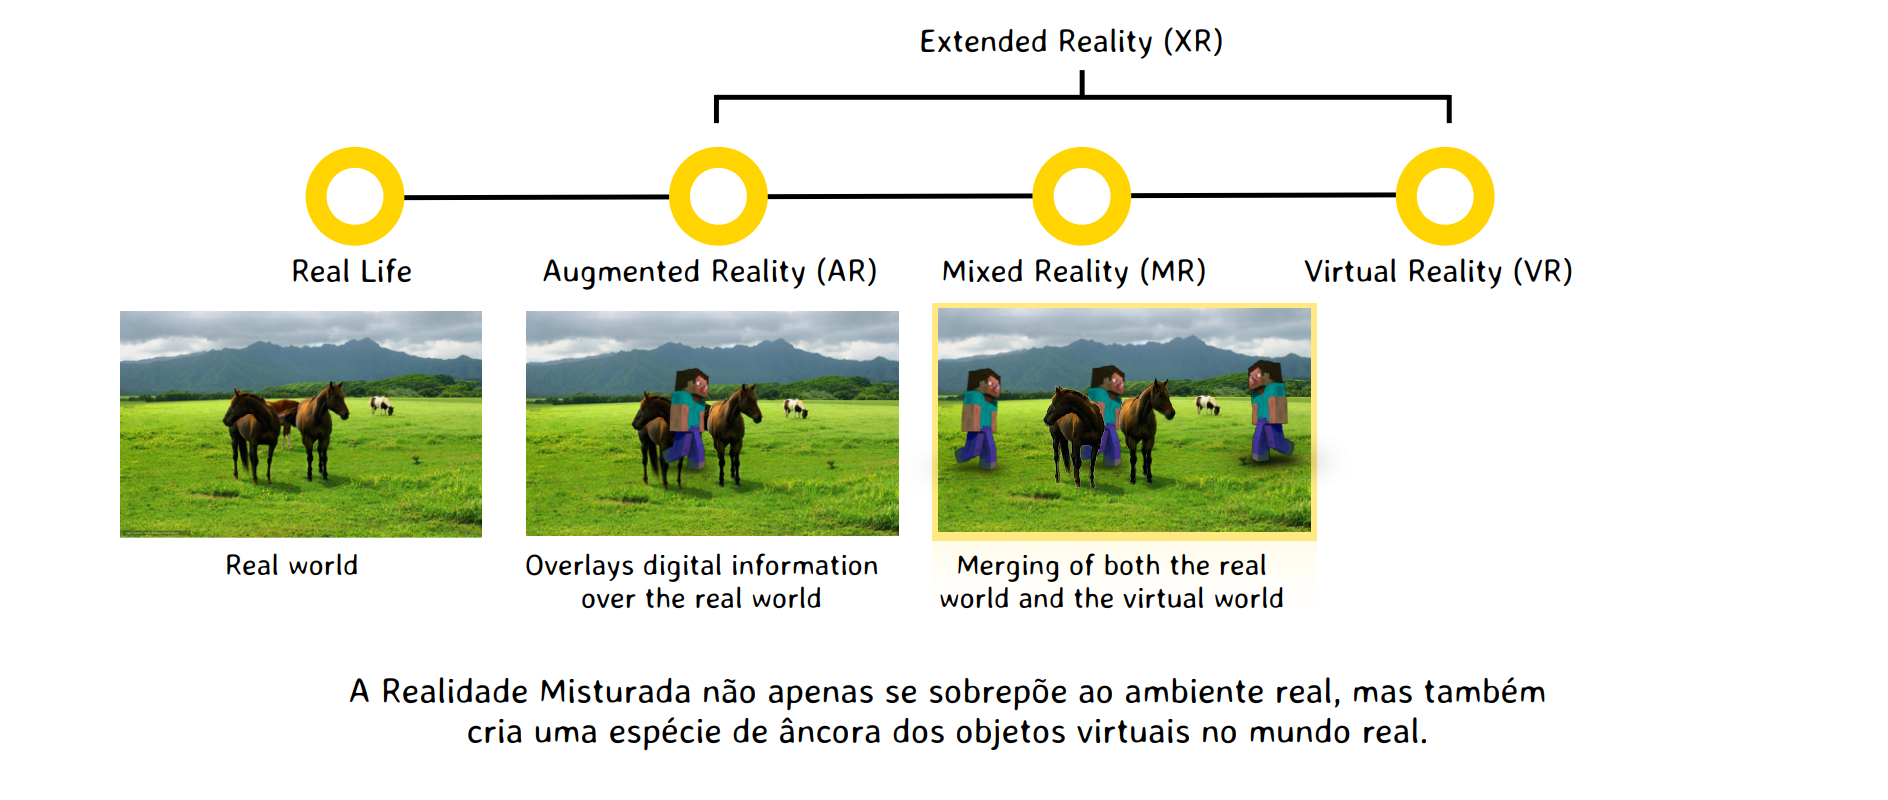 Extended Reality (XR)
Real Life
Augmented Reality (AR)
Mixed Reality (MR)
Virtual Reality (VR)
Real world
Overlays digital information
over the real world
Merging of both the real
world and the virtual world
A Realidade Misturada não apenas se sobrepõe ao ambiente real, mas também
cria uma espécie de âncora dos objetos virtuais no mundo real.